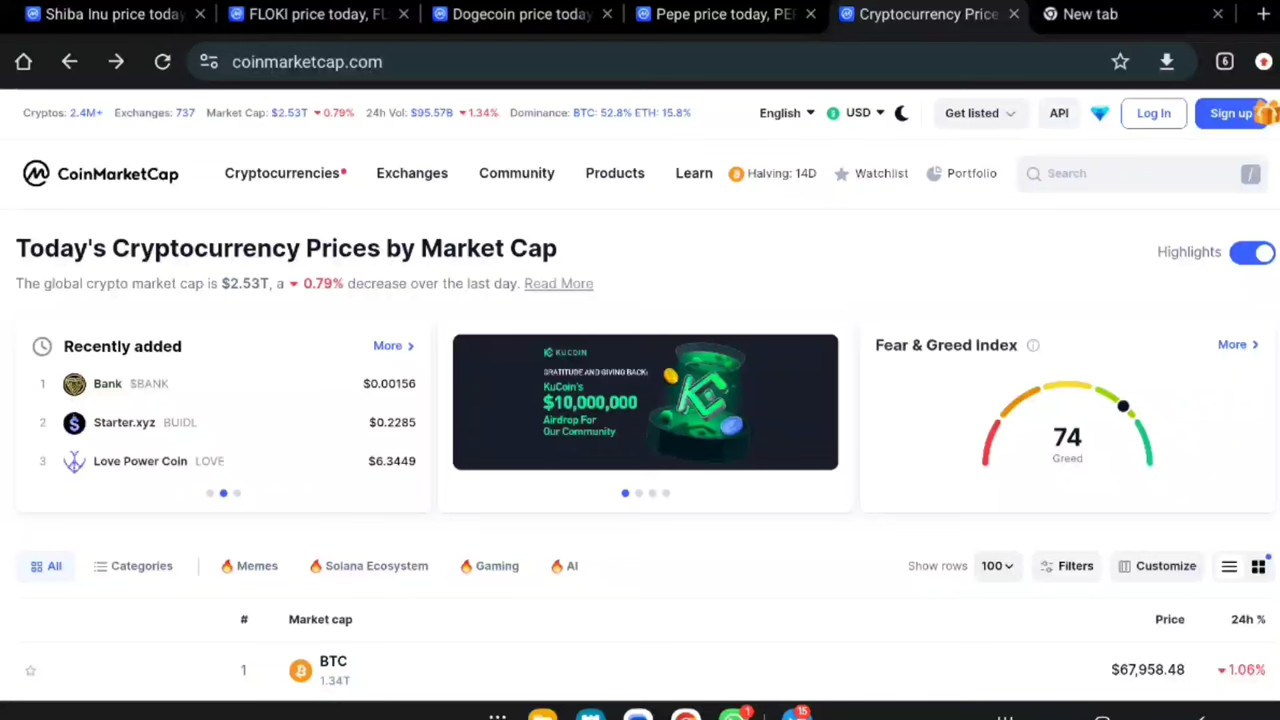 Shiba Inu price today
FLOKI price today, FL
Dogecoin price today
Pepe price today, PEP
Cryptocurrency Price
New tab
coinmarketcap.com
6
Cryptos: 2.4M+ Exchanges: 737 Market Cap: $2.53T 0.79% 24h Vol: $95.57B 1.34% Dominance: BTC: 52.8% ETH: 15.8%
English USD Get listed API Log In Sign up
CoinMarketCap Cryptocurrencies Exchanges Community Products Learn Halving: 14D Watchlist Portfolio Search /
Today's Cryptocurrency Prices by Market Cap
Highlights
The global crypto market cap is $2.53T, a 0.79% decrease over the last day. Read More
Recently added More
1 Bank $BANK $0.00156
2 Starter.xyz BUIDL $0.2285
3 Love Power Coin LOVE $6.3449
KUCOIN
GRATITUDE AND GIVING BACK:
KuCoin's
$10,000,000
Airdrop For
Our Community
Fear & Greed Index More
74
Greed
All Categories Memes Solana Ecosystem Gaming AI Show rows 100 Filters Customize
# Market cap Price 24h %
1 BTC $67,958.48 1.06%
1.34T
1
15